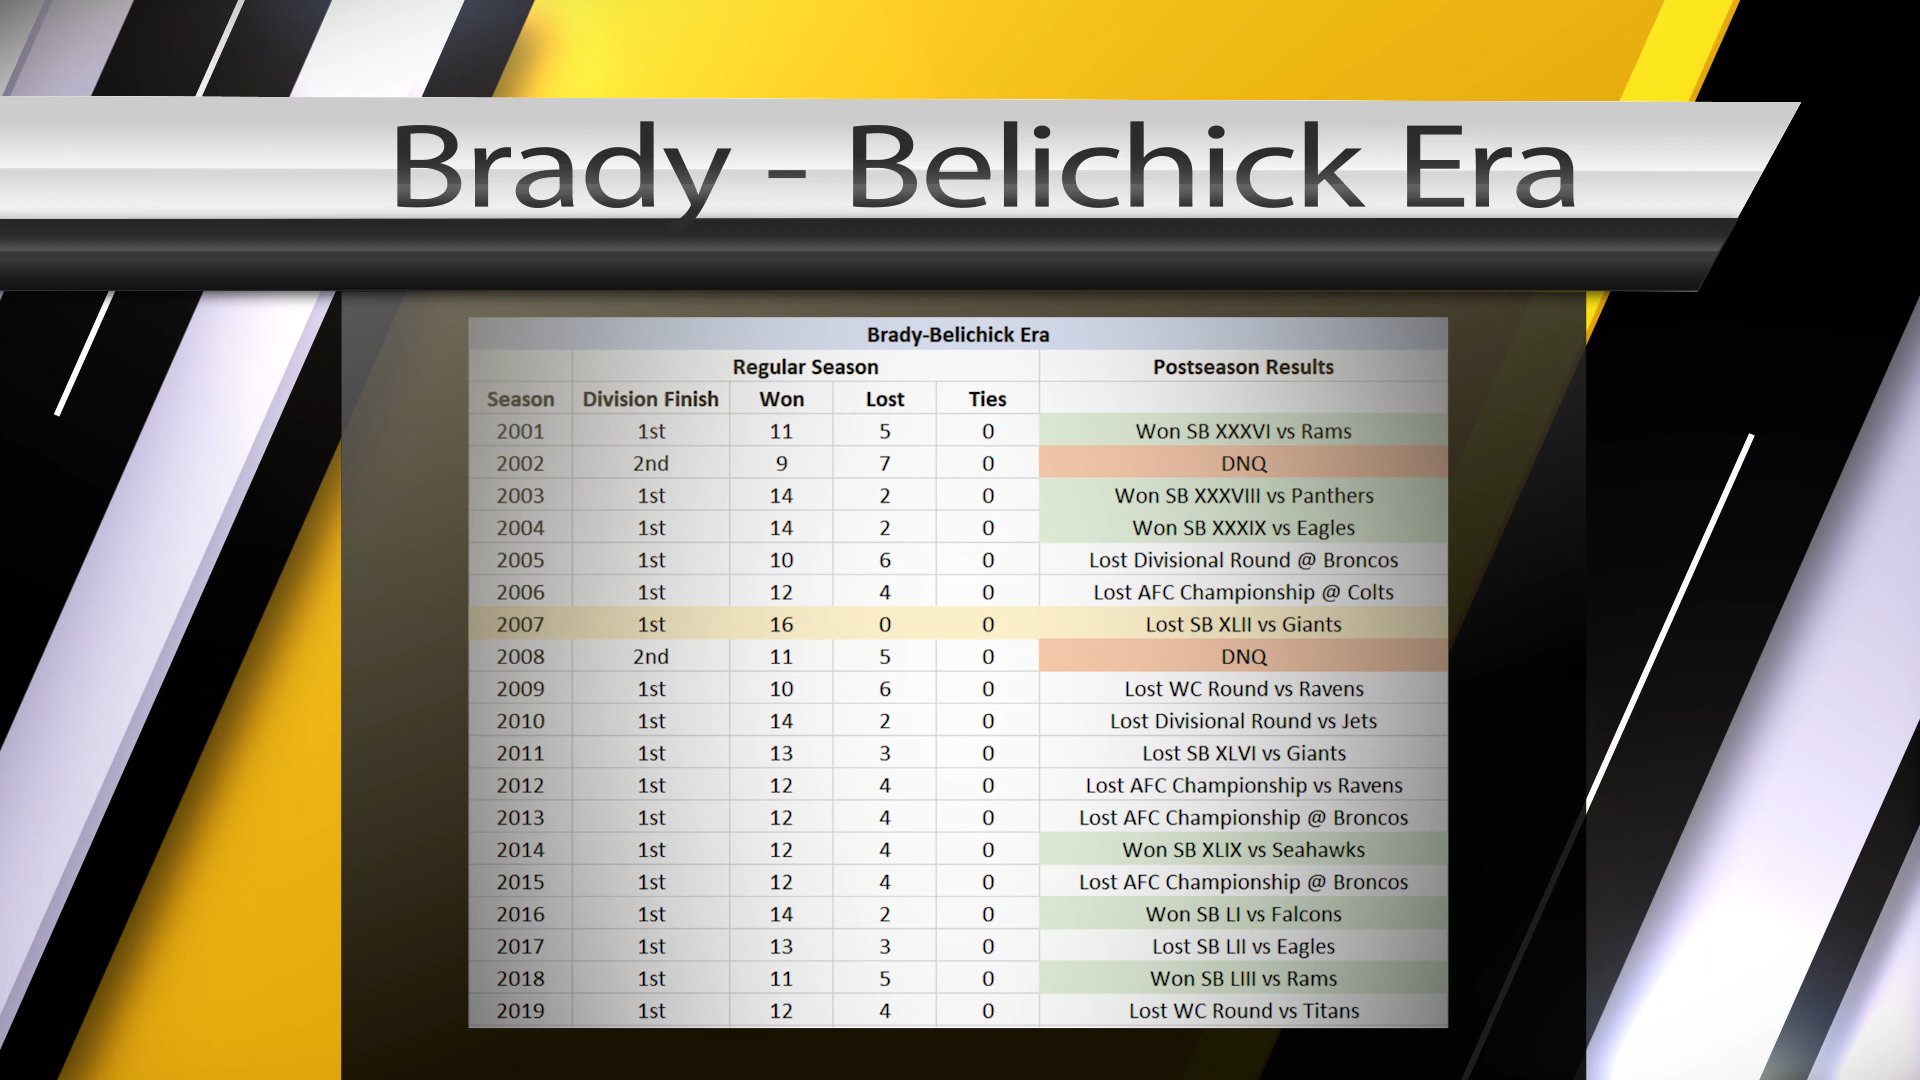 Brady - Belichick Era
Brady-Belichick Era
Regular Season Postseason Results
Season Division Finish Won Lost Ties
2001 1st 11 5 0 Won SB XXXVI vs Rams
2002 2nd 9 7 0 DNQ
2003 1st 14 2 0 Won SB XXXVIII vs Panthers
2004 1st 14 2 0 Won SB XXXIX vs Eagles
2005 1st 10 6 0 Lost Divisional Round @ Broncos
2006 1st 12 4 0 Lost AFC Championship @ Colts
2007 1st 16 0 0 Lost SB XLII vs Giants
2008 2nd 11 5 0 DNQ
2009 1st 10 6 0 Lost WC Round vs Ravens
2010 1st 14 2 0 Lost Divisional Round vs Jets
2011 1st 13 3 0 Lost SB XLVI vs Giants
2012 1st 12 4 0 Lost AFC Championship vs Ravens
2013 1st 12 4 0 Lost AFC Championship @ Broncos
2014 1st 12 4 0 Won SB XLIX vs Seahawks
2015 1st 12 4 0 Lost AFC Championship @ Broncos
2016 1st 14 2 0 Won SB LI vs Falcons
2017 1st 13 3 0 Lost SB LII vs Eagles
2018 1st 11 5 0 Won SB LIII vs Rams
2019 1st 12 4 0 Lost WC Round vs Titans